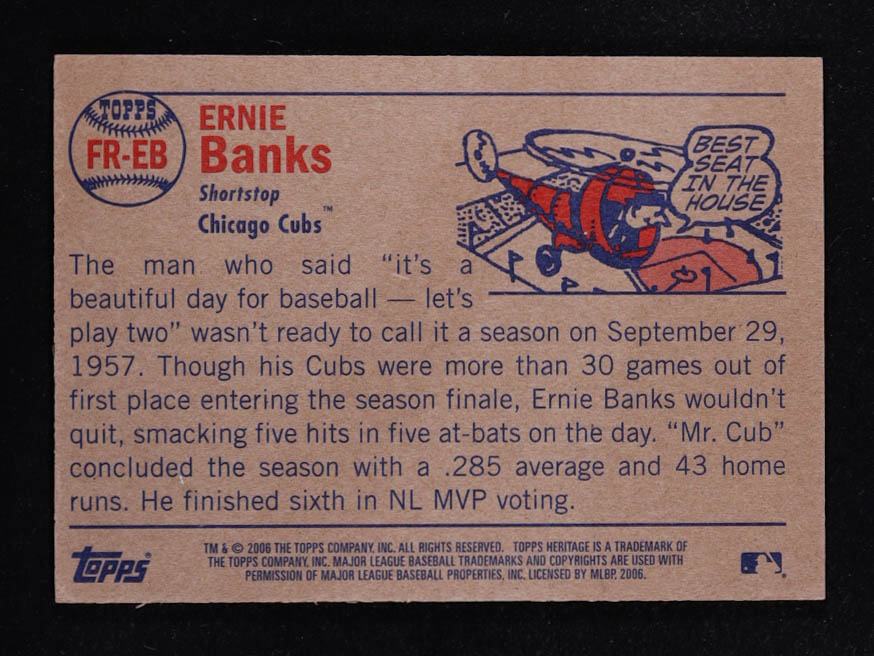 TOPPS
FR-EB
ERNIE
Banks
Shortstop
Chicago Cubs™
BEST
SEAT
IN THE
HOUSE
The man who said “it’s a
beautiful day for baseball — let’s
play two” wasn’t ready to call it a season on September 29,
1957. Though his Cubs were more than 30 games out of
first place entering the season finale, Ernie Banks wouldn’t
quit, smacking five hits in five at-bats on the day. “Mr. Cub”
concluded the season with a .285 average and 43 home
runs. He finished sixth in NL MVP voting.
Topps®
TM & © 2006 THE TOPPS COMPANY, INC. ALL RIGHTS RESERVED. TOPPS HERITAGE IS A TRADEMARK OF
THE TOPPS COMPANY, INC. MAJOR LEAGUE BASEBALL TRADEMARKS AND COPYRIGHTS ARE USED WITH
PERMISSION OF MAJOR LEAGUE BASEBALL PROPERTIES, INC. LICENSED BY MLBP, 2006.